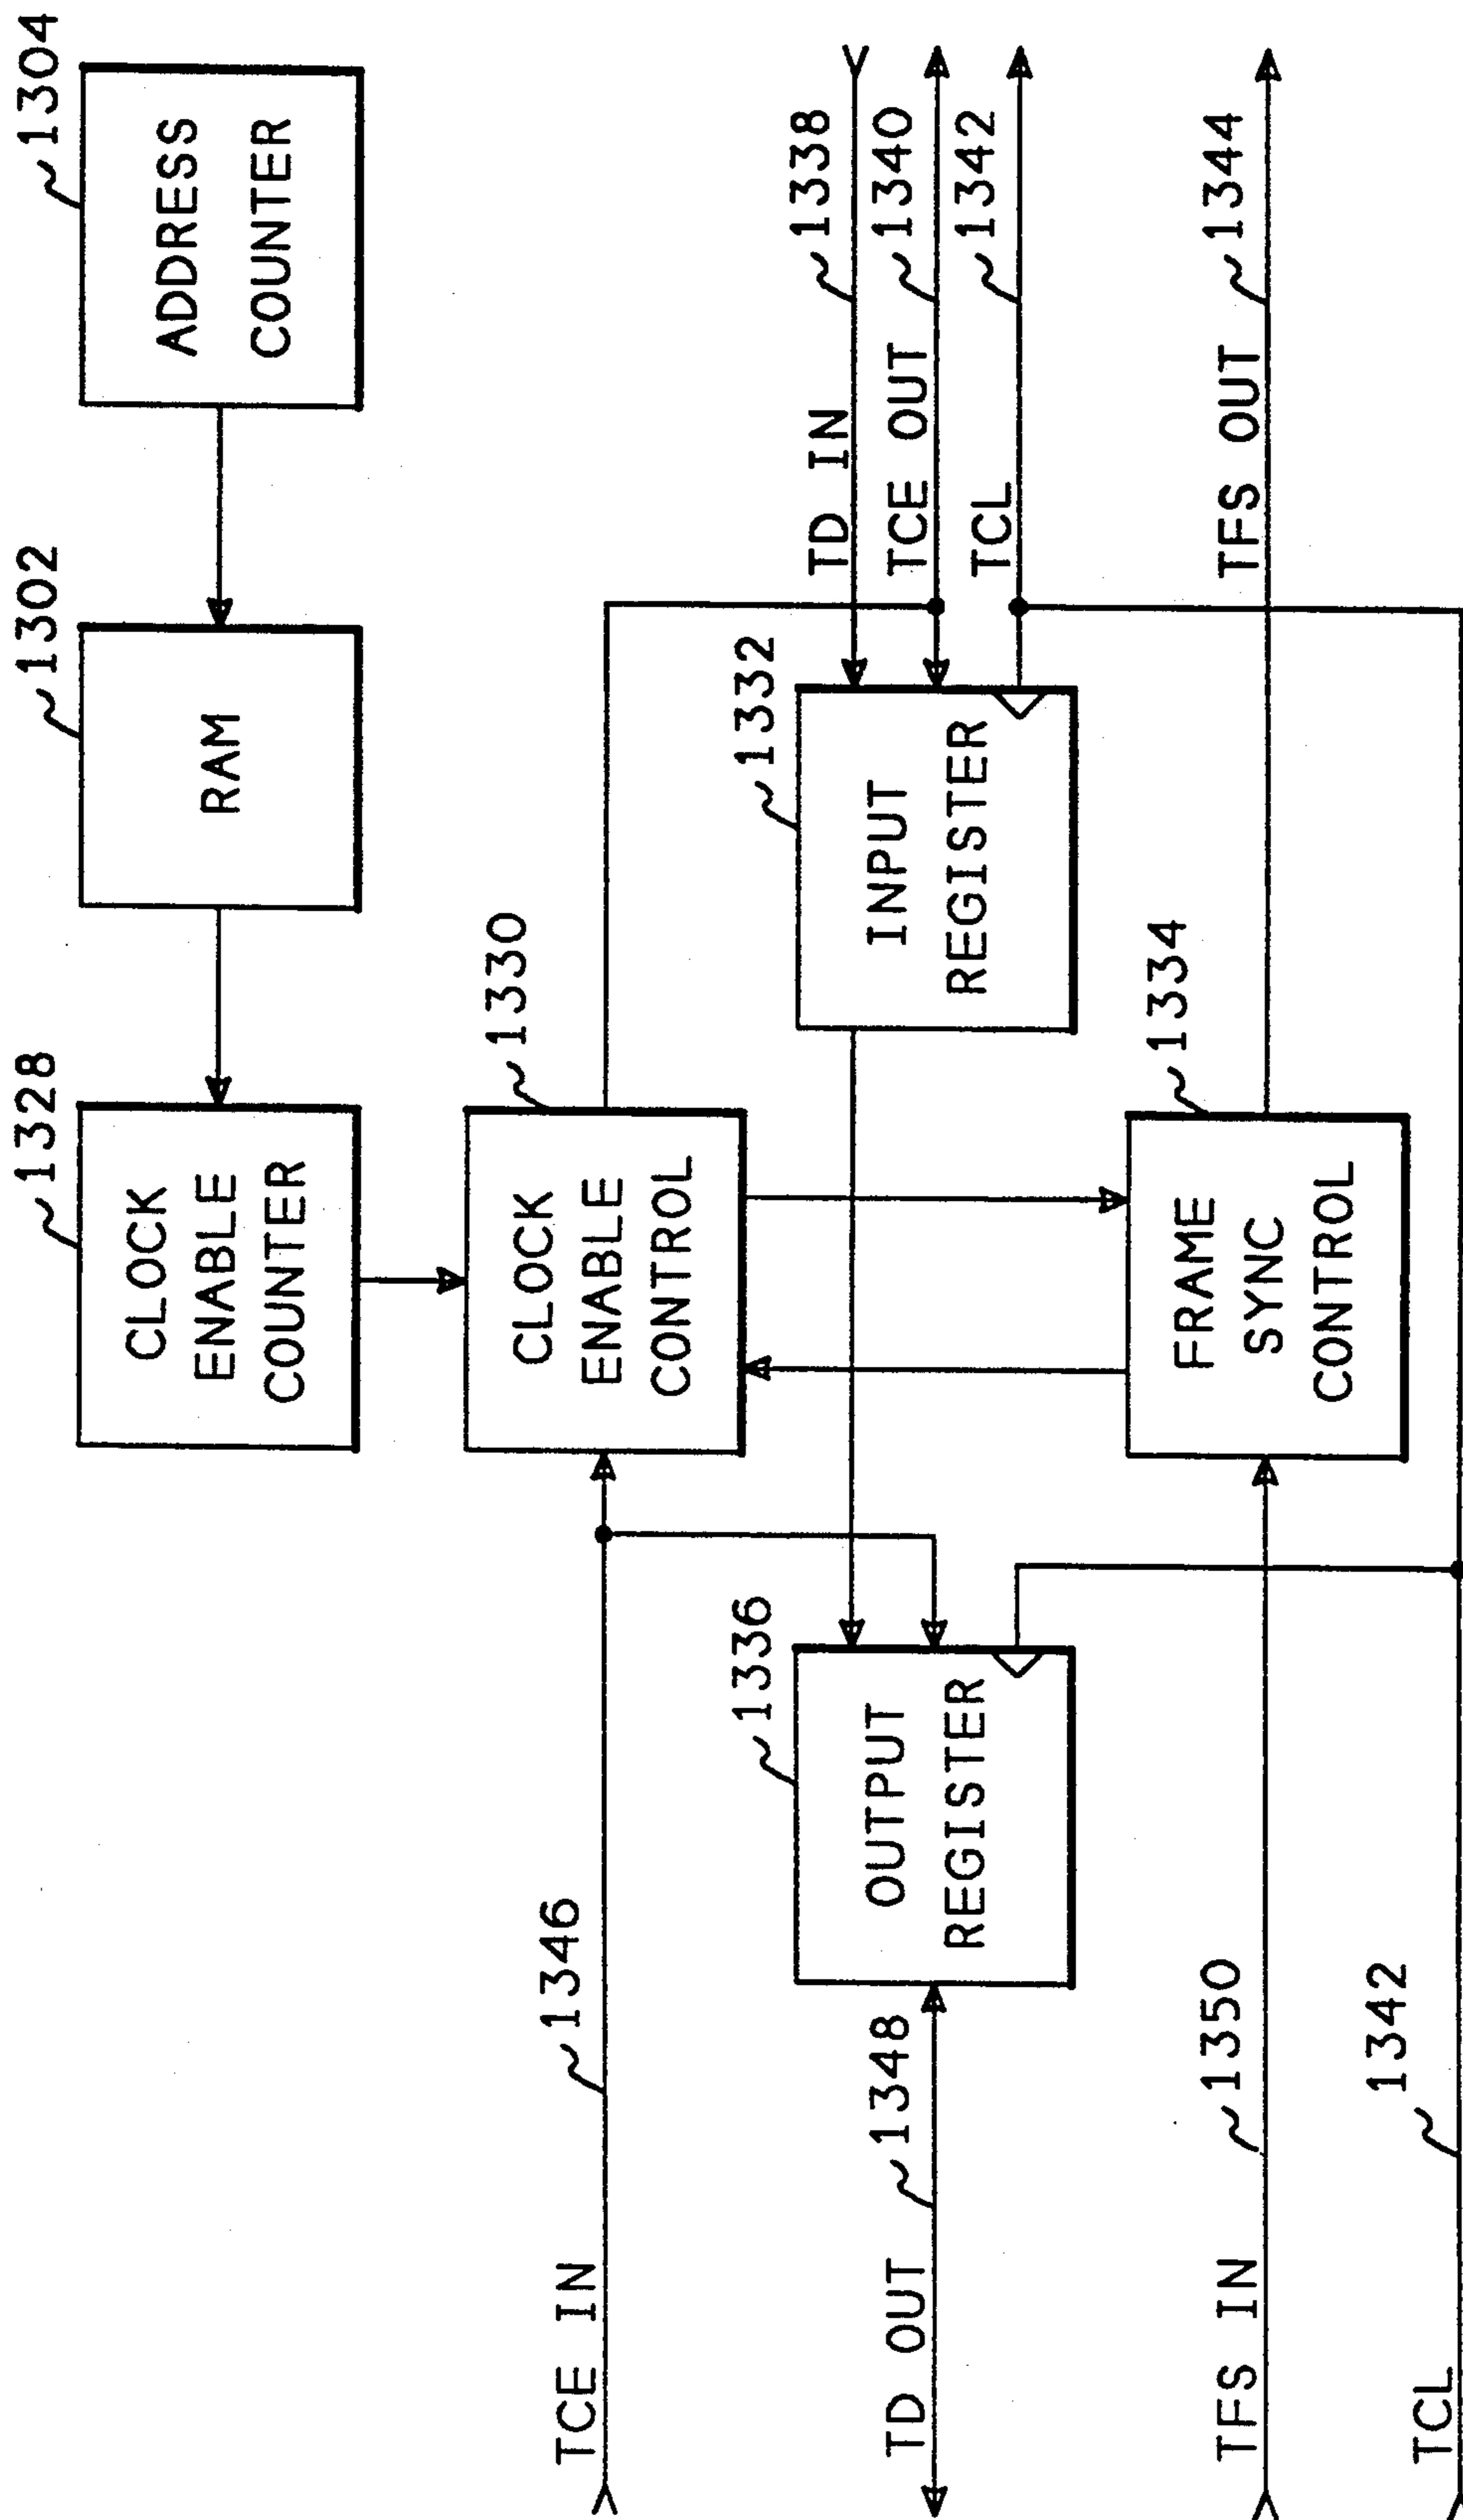 1328
1302
1304
CLOCK
ENABLE
COUNTER
RAM
ADDRESS
COUNTER
1330
CLOCK
ENABLE
CONTROL
TCE IN
1346
1336
OUTPUT
REGISTER
1332
INPUT
REGISTER
TD IN
1338
TCE OUT
1340
TCL
1342
TD OUT
1348
1334
FRAME
SYNC
CONTROL
TFS OUT
1344
TFS IN
1350
TCL
1342